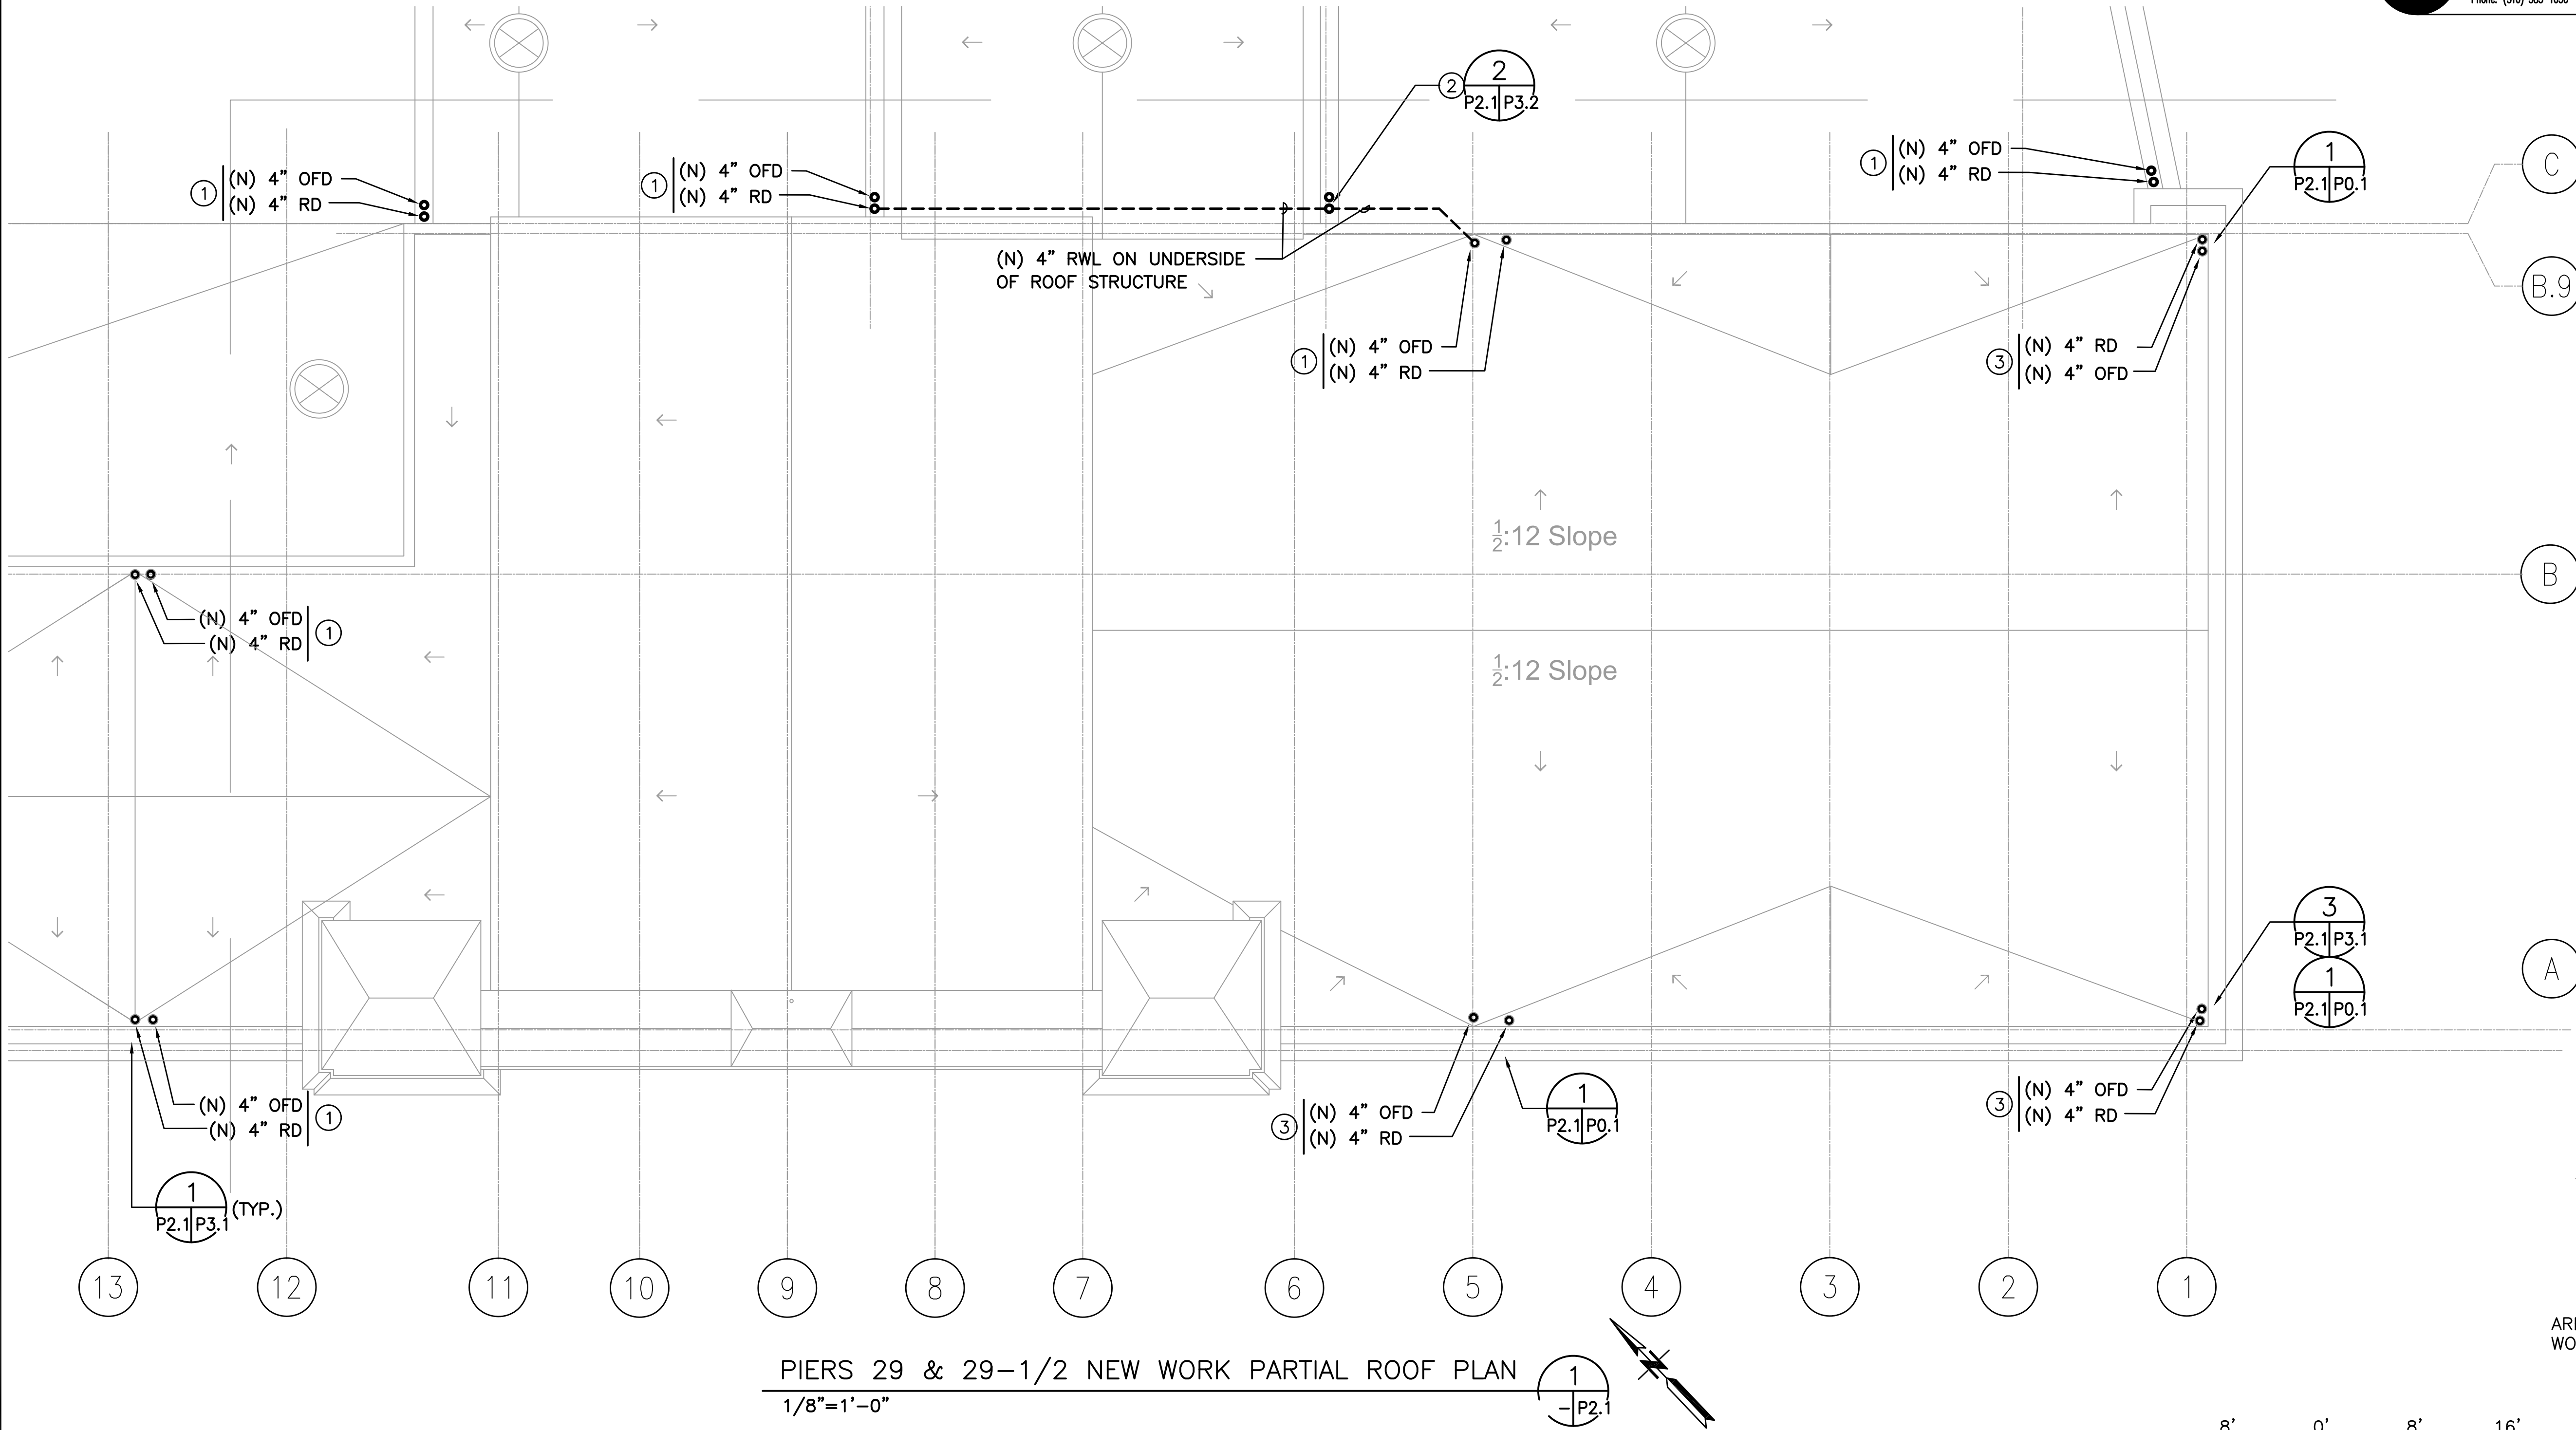 2
P2.1 P3.2
2
1
(N) 4" OFD
(N) 4" RD
1
(N) 4" OFD
(N) 4" RD
1
(N) 4" OFD
(N) 4" RD
1
P2.1 P0.1
C
B.9
(N) 4" RWL ON UNDERSIDE
OF ROOF STRUCTURE
1
(N) 4" OFD
(N) 4" RD
3
(N) 4" RD
(N) 4" OFD
1/2:12 Slope
B
(N) 4" OFD
(N) 4" RD
1
1/2:12 Slope
3
P2.1 P3.1
1
P2.1 P0.1
A
(N) 4" OFD
(N) 4" RD
1
3
(N) 4" OFD
(N) 4" RD
1
P2.1 P0.1
3
(N) 4" OFD
(N) 4" RD
1
P2.1 P3.1
(TYP.)
13 12 11 10 9 8 7 6 5 4 3 2 1
PIERS 29 & 29-1/2 NEW WORK PARTIAL ROOF PLAN
1/8"=1'-0"
1
- P2.1
N
8' 0' 8' 16'